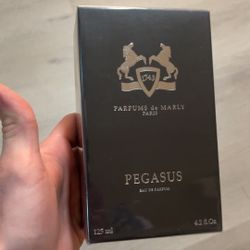 1743
PARFUMS de MARLY
PARIS
PEGASUS
EAU DE PARFUM
125 ml 4.2 fl.oz.